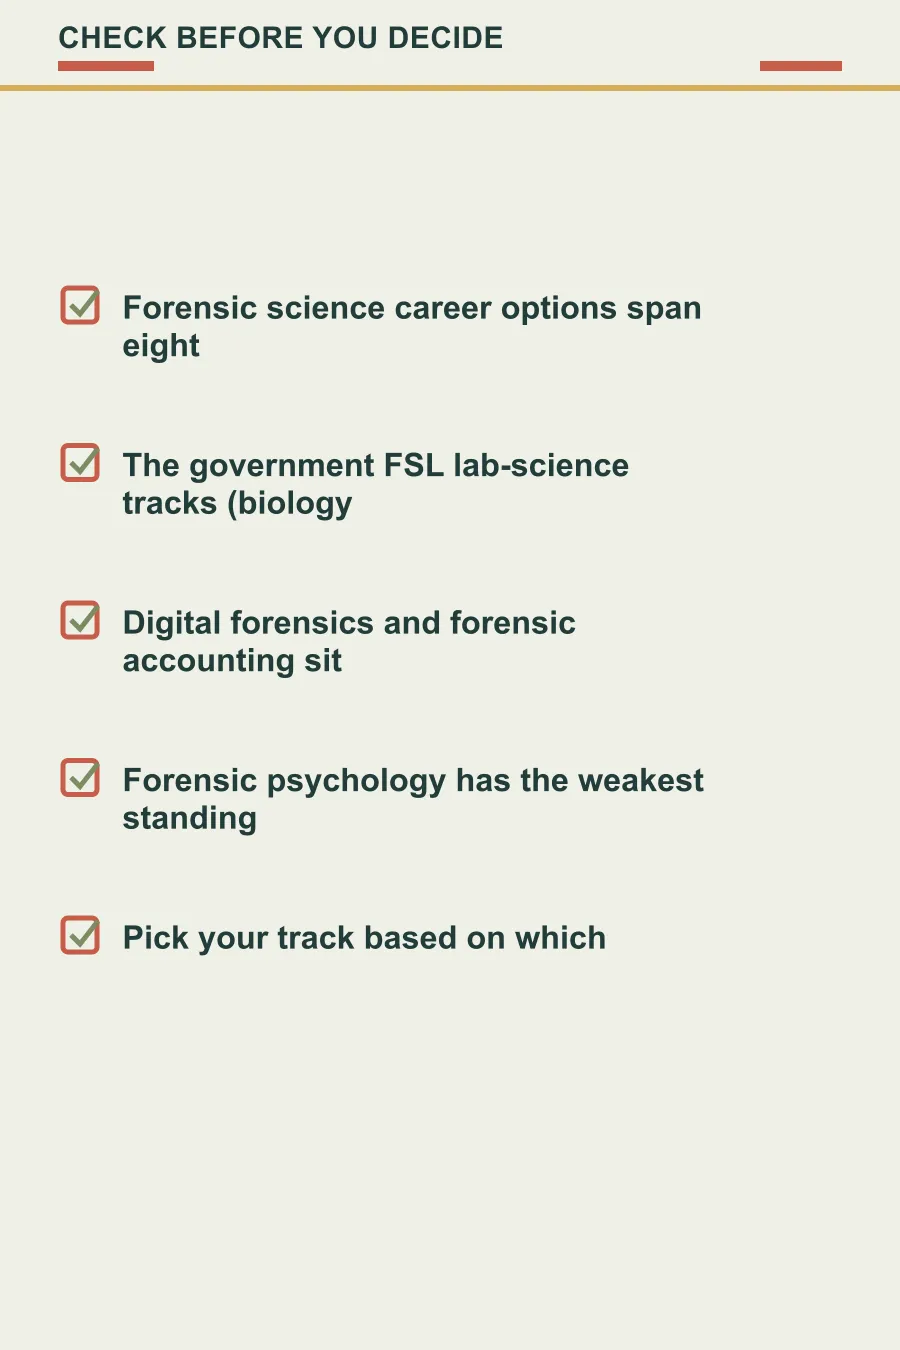 CHECK BEFORE YOU DECIDE
Forensic science career options span
eight
The government FSL lab-science
tracks (biology
Digital forensics and forensic
accounting sit
Forensic psychology has the weakest
standing
Pick your track based on which